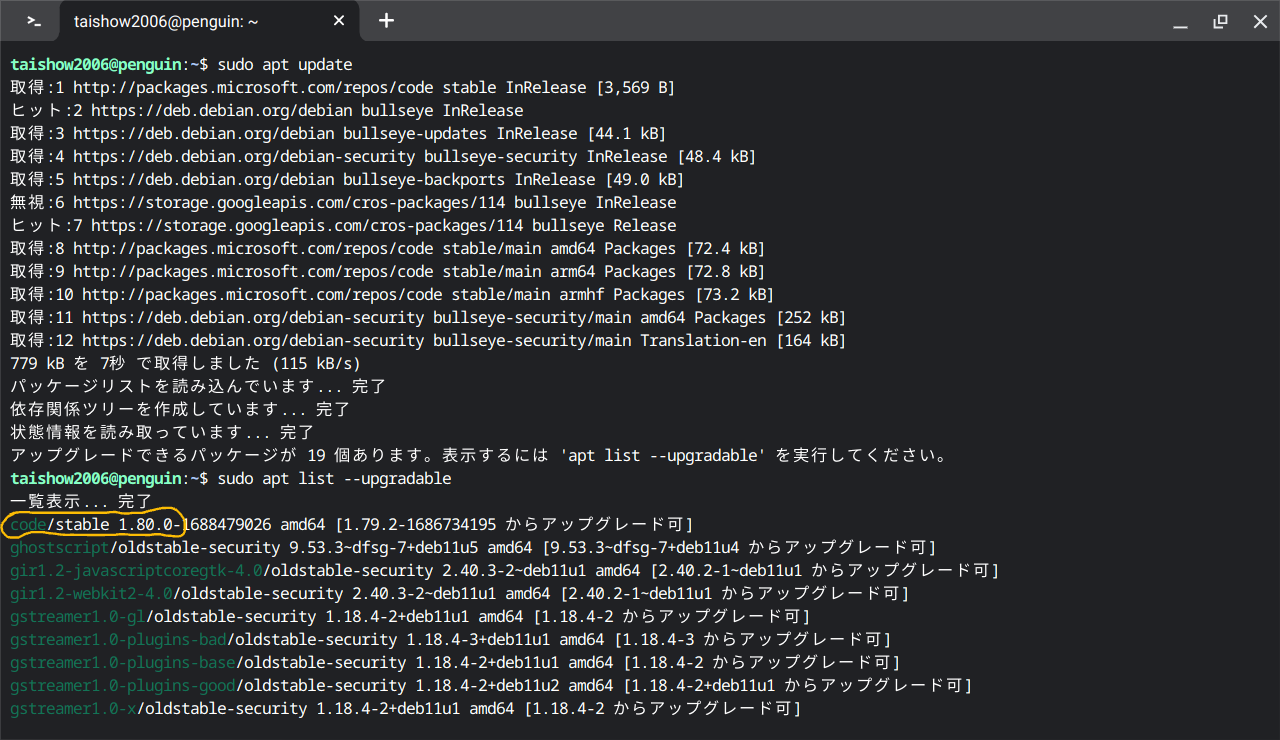 taishow2006@penguin: ~
taishow2006@penguin:~$ sudo apt update
取得:1 http://packages.microsoft.com/repos/code stable InRelease [3,569 B]
ヒット:2 https://deb.debian.org/debian bullseye InRelease
取得:3 https://deb.debian.org/debian bullseye-updates InRelease [44.1 kB]
取得:4 https://deb.debian.org/debian-security bullseye-security InRelease [48.4 kB]
取得:5 https://deb.debian.org/debian bullseye-backports InRelease [49.0 kB]
無視:6 https://storage.googleapis.com/cros-packages/114 bullseye InRelease
ヒット:7 https://storage.googleapis.com/cros-packages/114 bullseye Release
取得:8 http://packages.microsoft.com/repos/code stable/main amd64 Packages [72.4 kB]
取得:9 http://packages.microsoft.com/repos/code stable/main arm64 Packages [72.8 kB]
取得:10 http://packages.microsoft.com/repos/code stable/main armhf Packages [73.2 kB]
取得:11 https://deb.debian.org/debian-security bullseye-security/main amd64 Packages [252 kB]
取得:12 https://deb.debian.org/debian-security bullseye-security/main Translation-en [164 kB]
779 kB を 7秒 で取得しました (115 kB/s)
パッケージリストを読み込んでいます... 完了
依存関係ツリーを作成しています... 完了
状態情報を読み取っています... 完了
アップグレードできるパッケージが 19 個あります。表示するには 'apt list --upgradable' を実行してください。
taishow2006@penguin:~$ sudo apt list --upgradable
一覧表示... 完了
code/stable 1.80.0-1688479026 amd64 [1.79.2-1686734195 からアップグレード可]
ghostscript/oldstable-security 9.53.3~dfsg-7+deb11u5 amd64 [9.53.3~dfsg-7+deb11u4 からアップグレード可]
gir1.2-javascriptcoregtk-4.0/oldstable-security 2.40.3-2~deb11u1 amd64 [2.40.2-1~deb11u1 からアップグレード可]
gir1.2-webkit2-4.0/oldstable-security 2.40.3-2~deb11u1 amd64 [2.40.2-1~deb11u1 からアップグレード可]
gstreamer1.0-gl/oldstable-security 1.18.4-2+deb11u1 amd64 [1.18.4-2 からアップグレード可]
gstreamer1.0-plugins-bad/oldstable-security 1.18.4-3+deb11u1 amd64 [1.18.4-3 からアップグレード可]
gstreamer1.0-plugins-base/oldstable-security 1.18.4-2+deb11u1 amd64 [1.18.4-2 からアップグレード可]
gstreamer1.0-plugins-good/oldstable-security 1.18.4-2+deb11u2 amd64 [1.18.4-2+deb11u1 からアップグレード可]
gstreamer1.0-x/oldstable-security 1.18.4-2+deb11u1 amd64 [1.18.4-2 からアップグレード可]